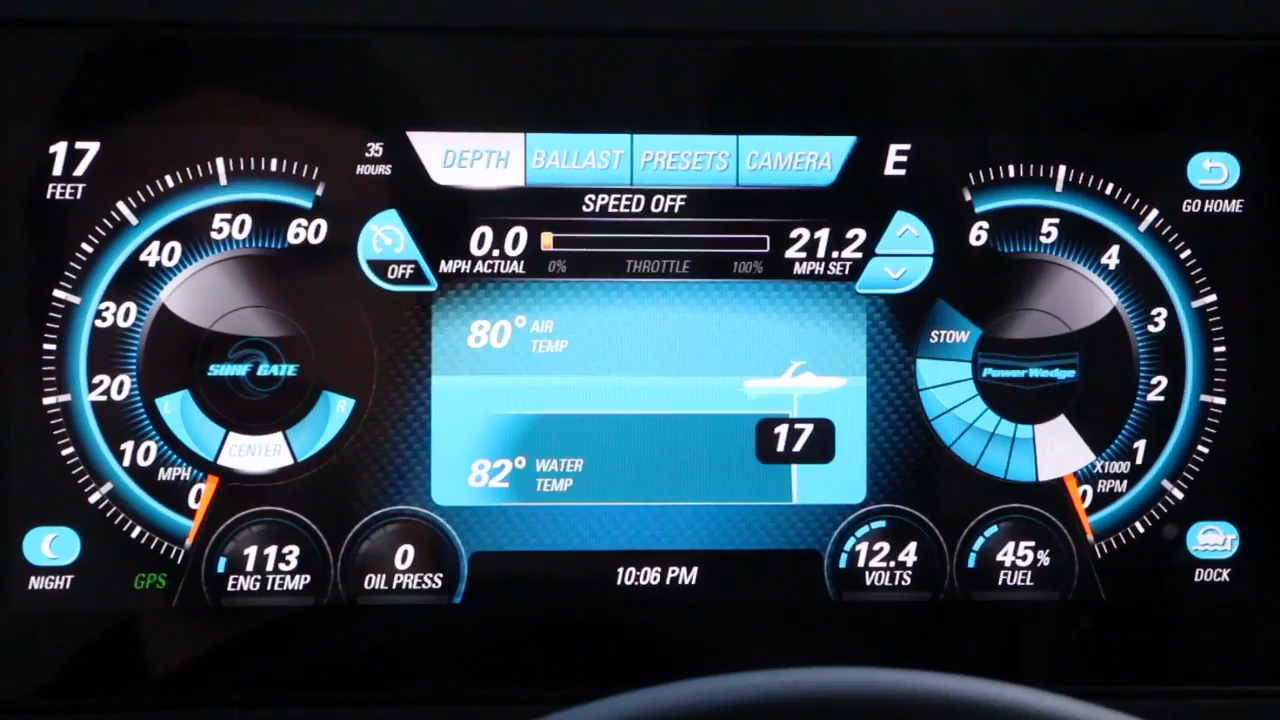 17
FEET
35
HOURS
DEPTH BALLAST PRESETS CAMERA
E
GO HOME
SPEED OFF
OFF
0.0
MPH ACTUAL
0% THROTTLE 100%
21.2
MPH SET
60
50
40
30
20
10
0
MPH
SURF GATE
L
CENTER
R
80° AIR
TEMP
17
82° WATER
TEMP
6
5
4
3
2
1
0
X1000
RPM
STOW
PowerWedge
NIGHT
GPS
113
ENG TEMP
0
OIL PRESS
10:06 PM
12.4
VOLTS
45%
FUEL
DOCK